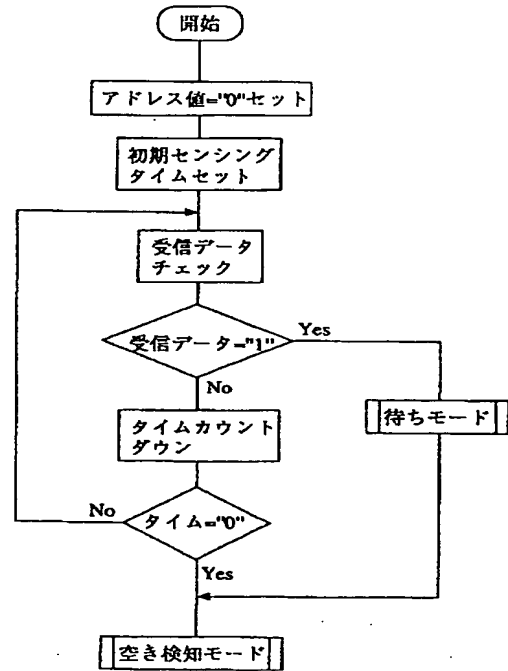 開始
アドレス値="0"セット
初期センシング
タイムセット
受信データ
チェック
受信データ="1"
Yes
No
待ちモード
タイムカウント
ダウン
タイム="0"
No
Yes
空き検知モード